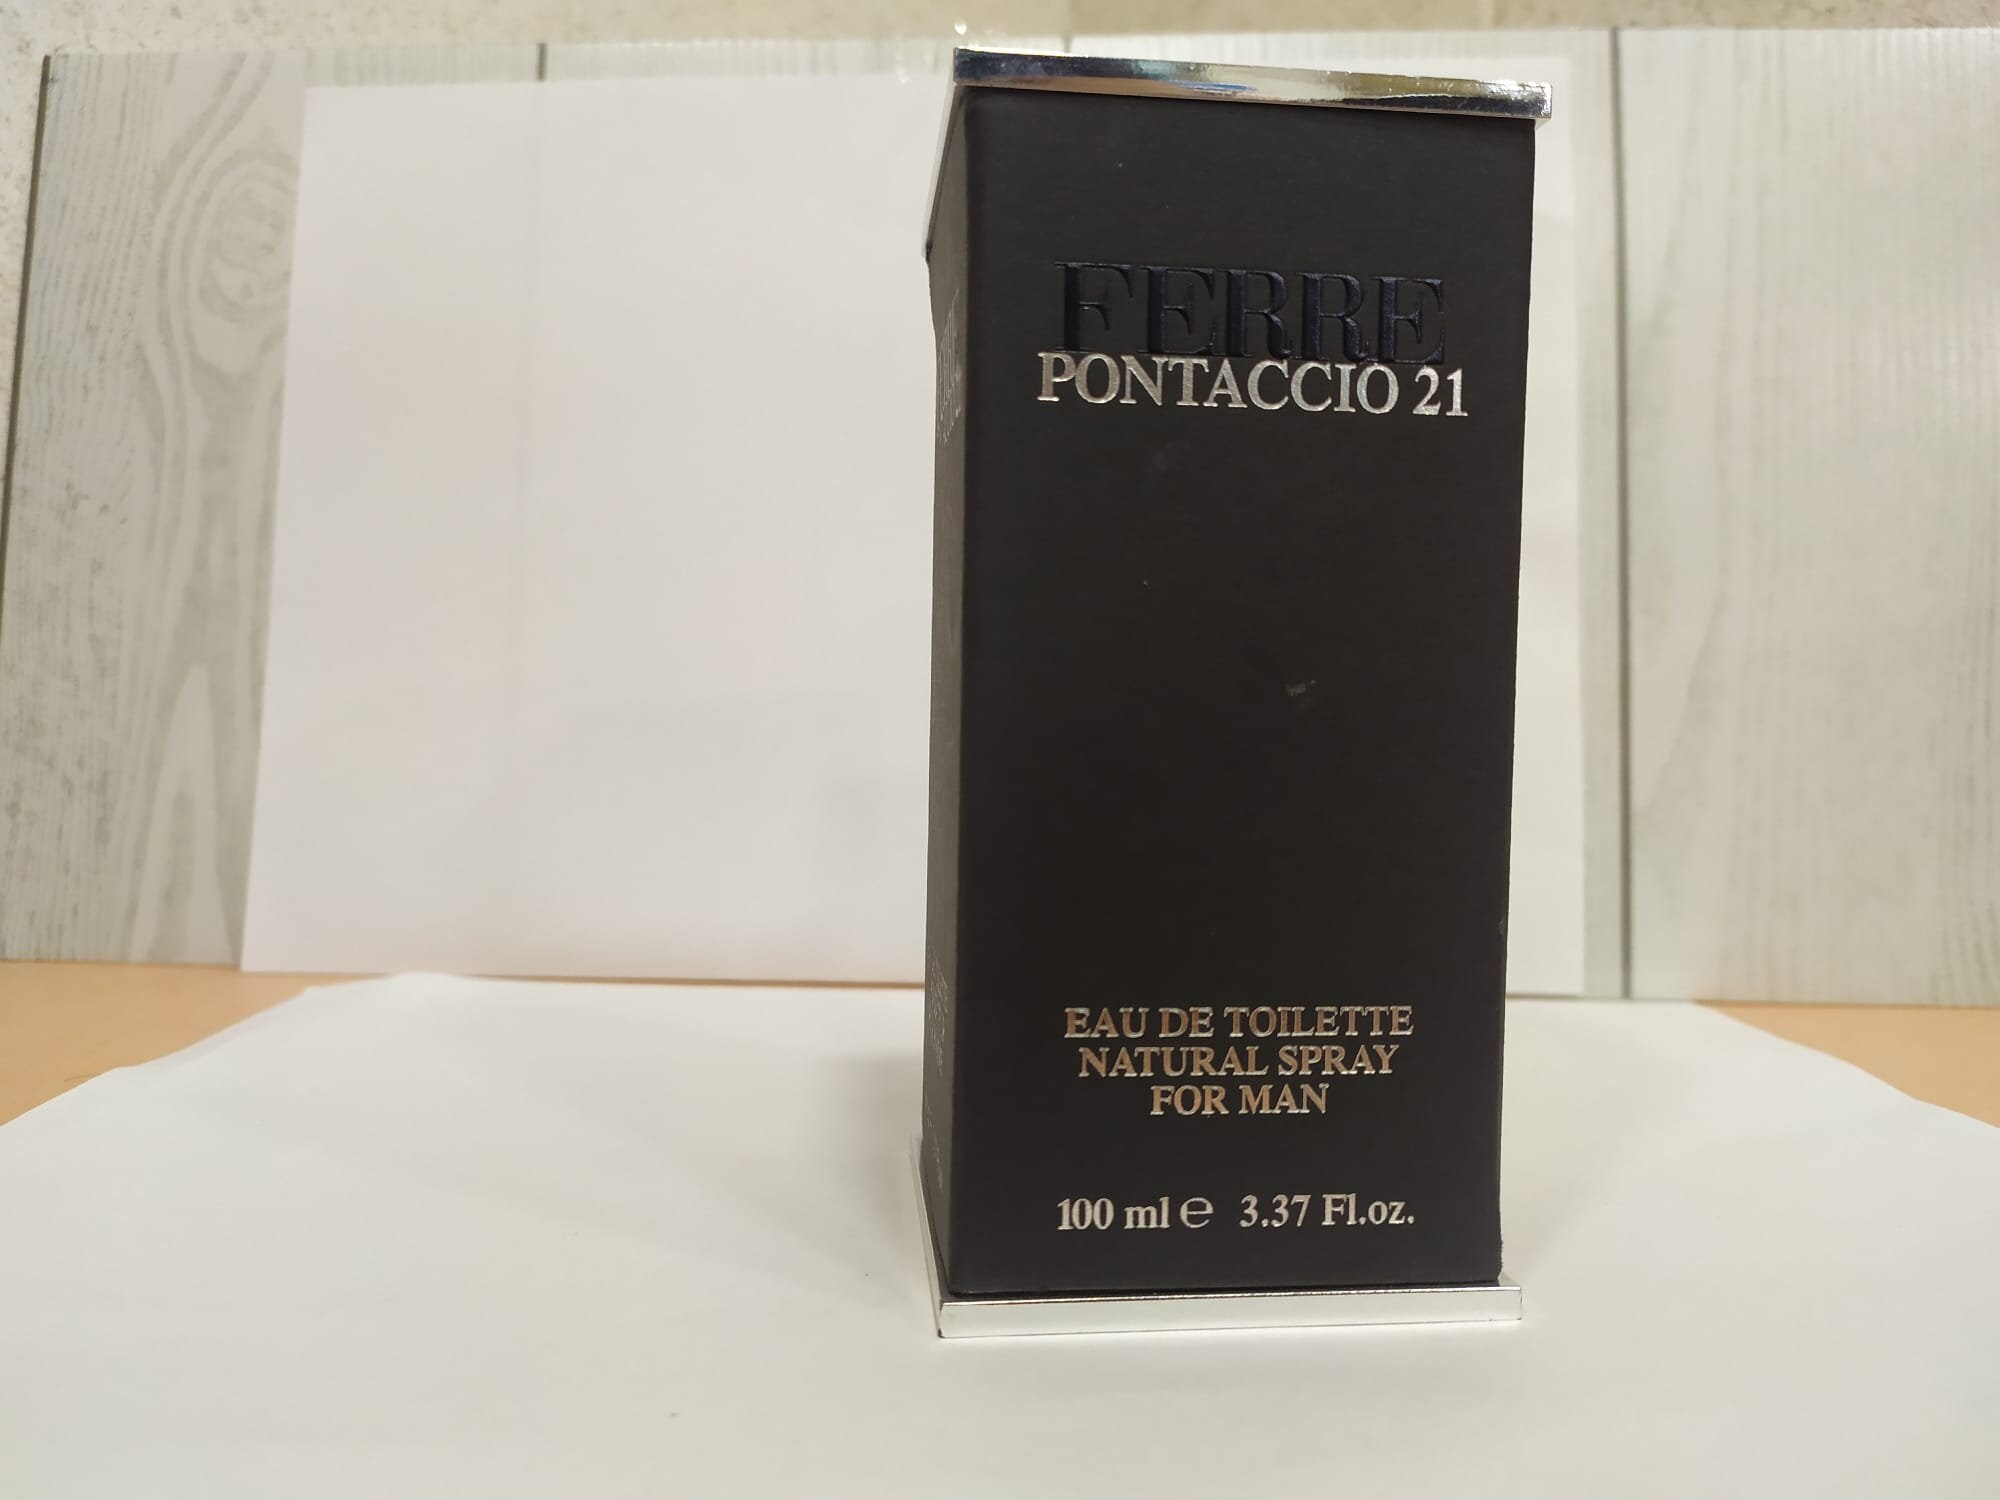 FERRE
PONTACCIO 21
EAU DE TOILETTE
NATURAL SPRAY
FOR MAN
100 ml ℮ 3.37 Fl.oz.